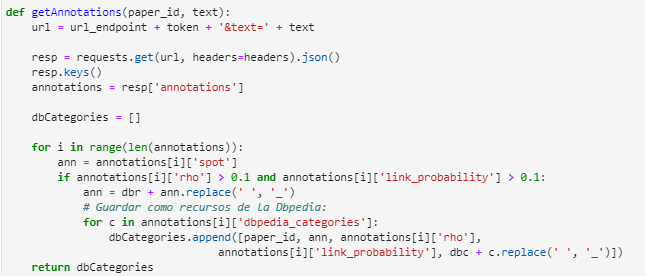 def getAnnotations(paper_id, text):
    url = url_endpoint + token + '&text=' + text
    resp = requests.get(url, headers=headers).json()
    resp.keys()
    annotations = resp['annotations']
    dbCategories = []
    for i in range(len(annotations)):
        ann = annotations[i]['spot']
        if annotations[i]['rho'] > 0.1 and annotations[i]['link_probability'] > 0.1:
            ann = dbr + ann.replace(' ', '_')
            # Guardar como recursos de la Dbpedia:
            for c in annotations[i]['dbpedia_categories']:
                dbCategories.append([paper_id, ann, annotations[i]['rho'],
                                     annotations[i]['link_probability'], dbc + c.replace(' ', '_')])
    return dbCategories